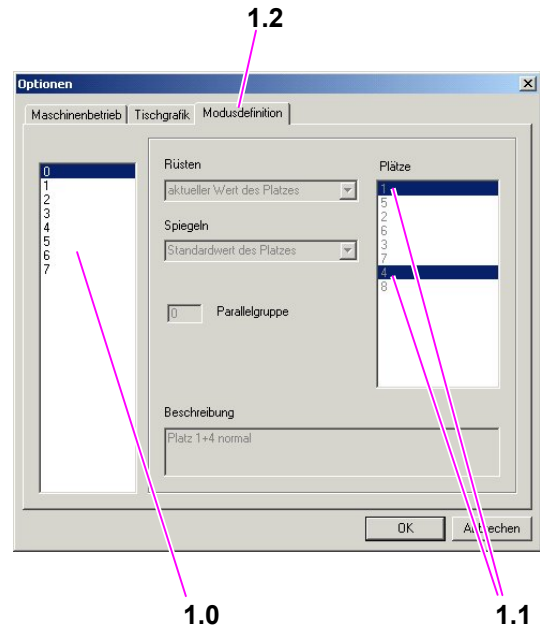 1.2
Optionen
Maschinenbetrieb Tischgrafik Modusdefinition
0
1
2
3
4
5
6
7
Rüsten
aktueller Wert des Platzes
Spiegeln
Standardwert des Platzes
0 Parallelgruppe
Plätze
1
5
2
6
3
7
4
8
Beschreibung
Platz 1+4 normal
OK Abbrechen
1.0 1.1